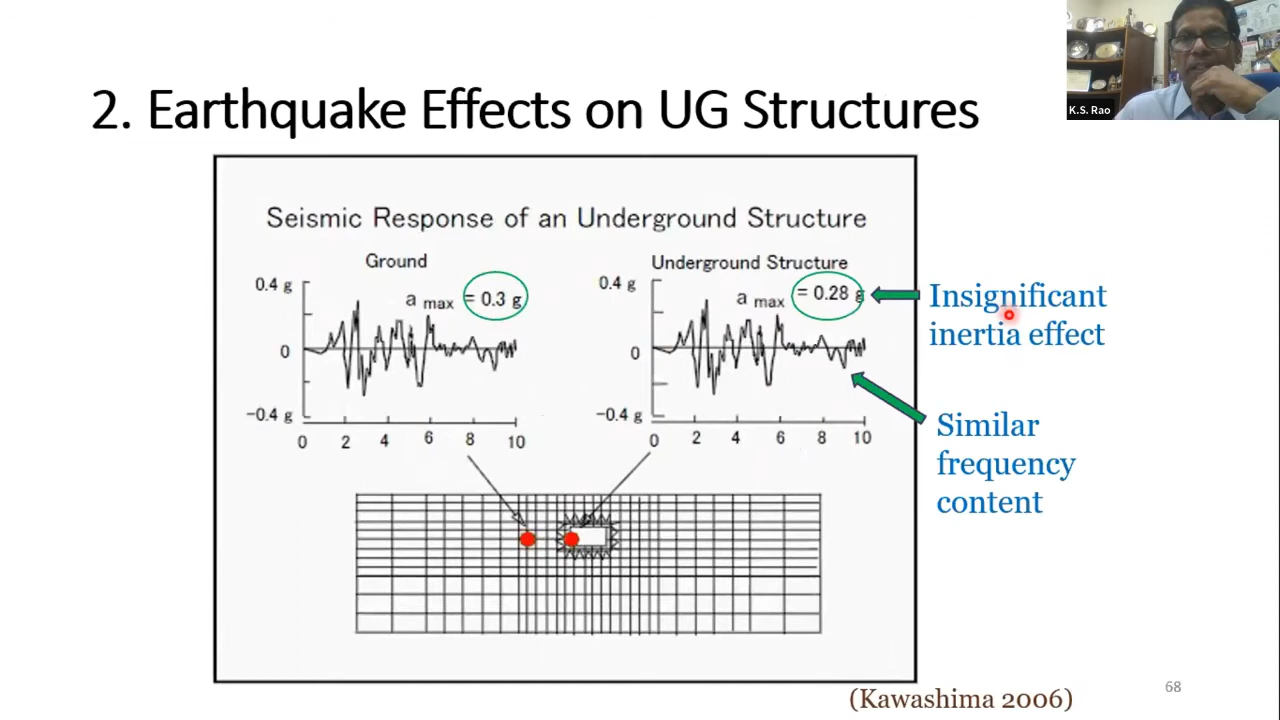 K.S. Rao
2. Earthquake Effects on UG Structures
Seismic Response of an Underground Structure
Ground
0.4 g
a max = 0.3 g
0
-0.4 g
0 2 4 6 8 10
Underground Structure
0.4 g
a max = 0.28 g
0
-0.4 g
0 2 4 6 8 10
Insignificant
inertia effect
Similar
frequency
content
(Kawashima 2006)
68